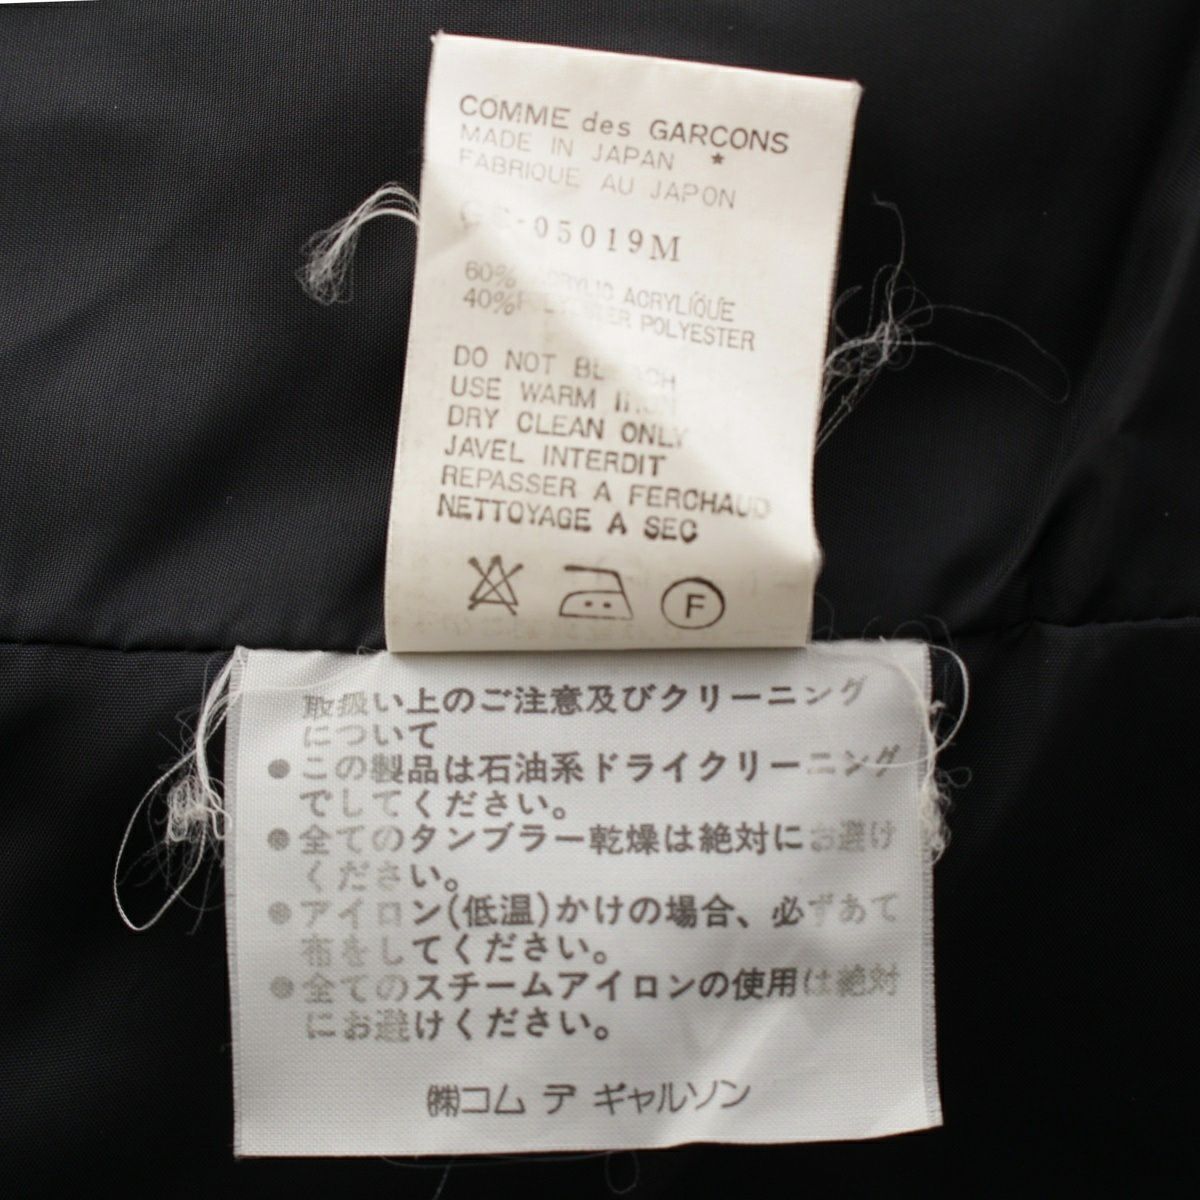 COMME des GARCONS
MADE IN JAPAN *
FABRIQUE AU JAPON
05019M
60% ACRYLIC ACRYLIQUE
40% POLYESTER POLYESTER
DO NOT BLEACH
USE WARM IRON
DRY CLEAN ONLY
JAVEL INTERDIT
REPASSER A FERCHAUD
NETTOYAGE A SEC
F
取扱い上のご注意及びクリーニング
について
●この製品は石油系ドライクリーニング
でしてください。
●全てのタンブラー乾燥は絶対にお避け
ください。
●アイロン(低温)かけの場合、必ずあて
布をしてください。
●全てのスチームアイロンの使用は絶対
にお避けください。
㈱コム デ ギャルソン